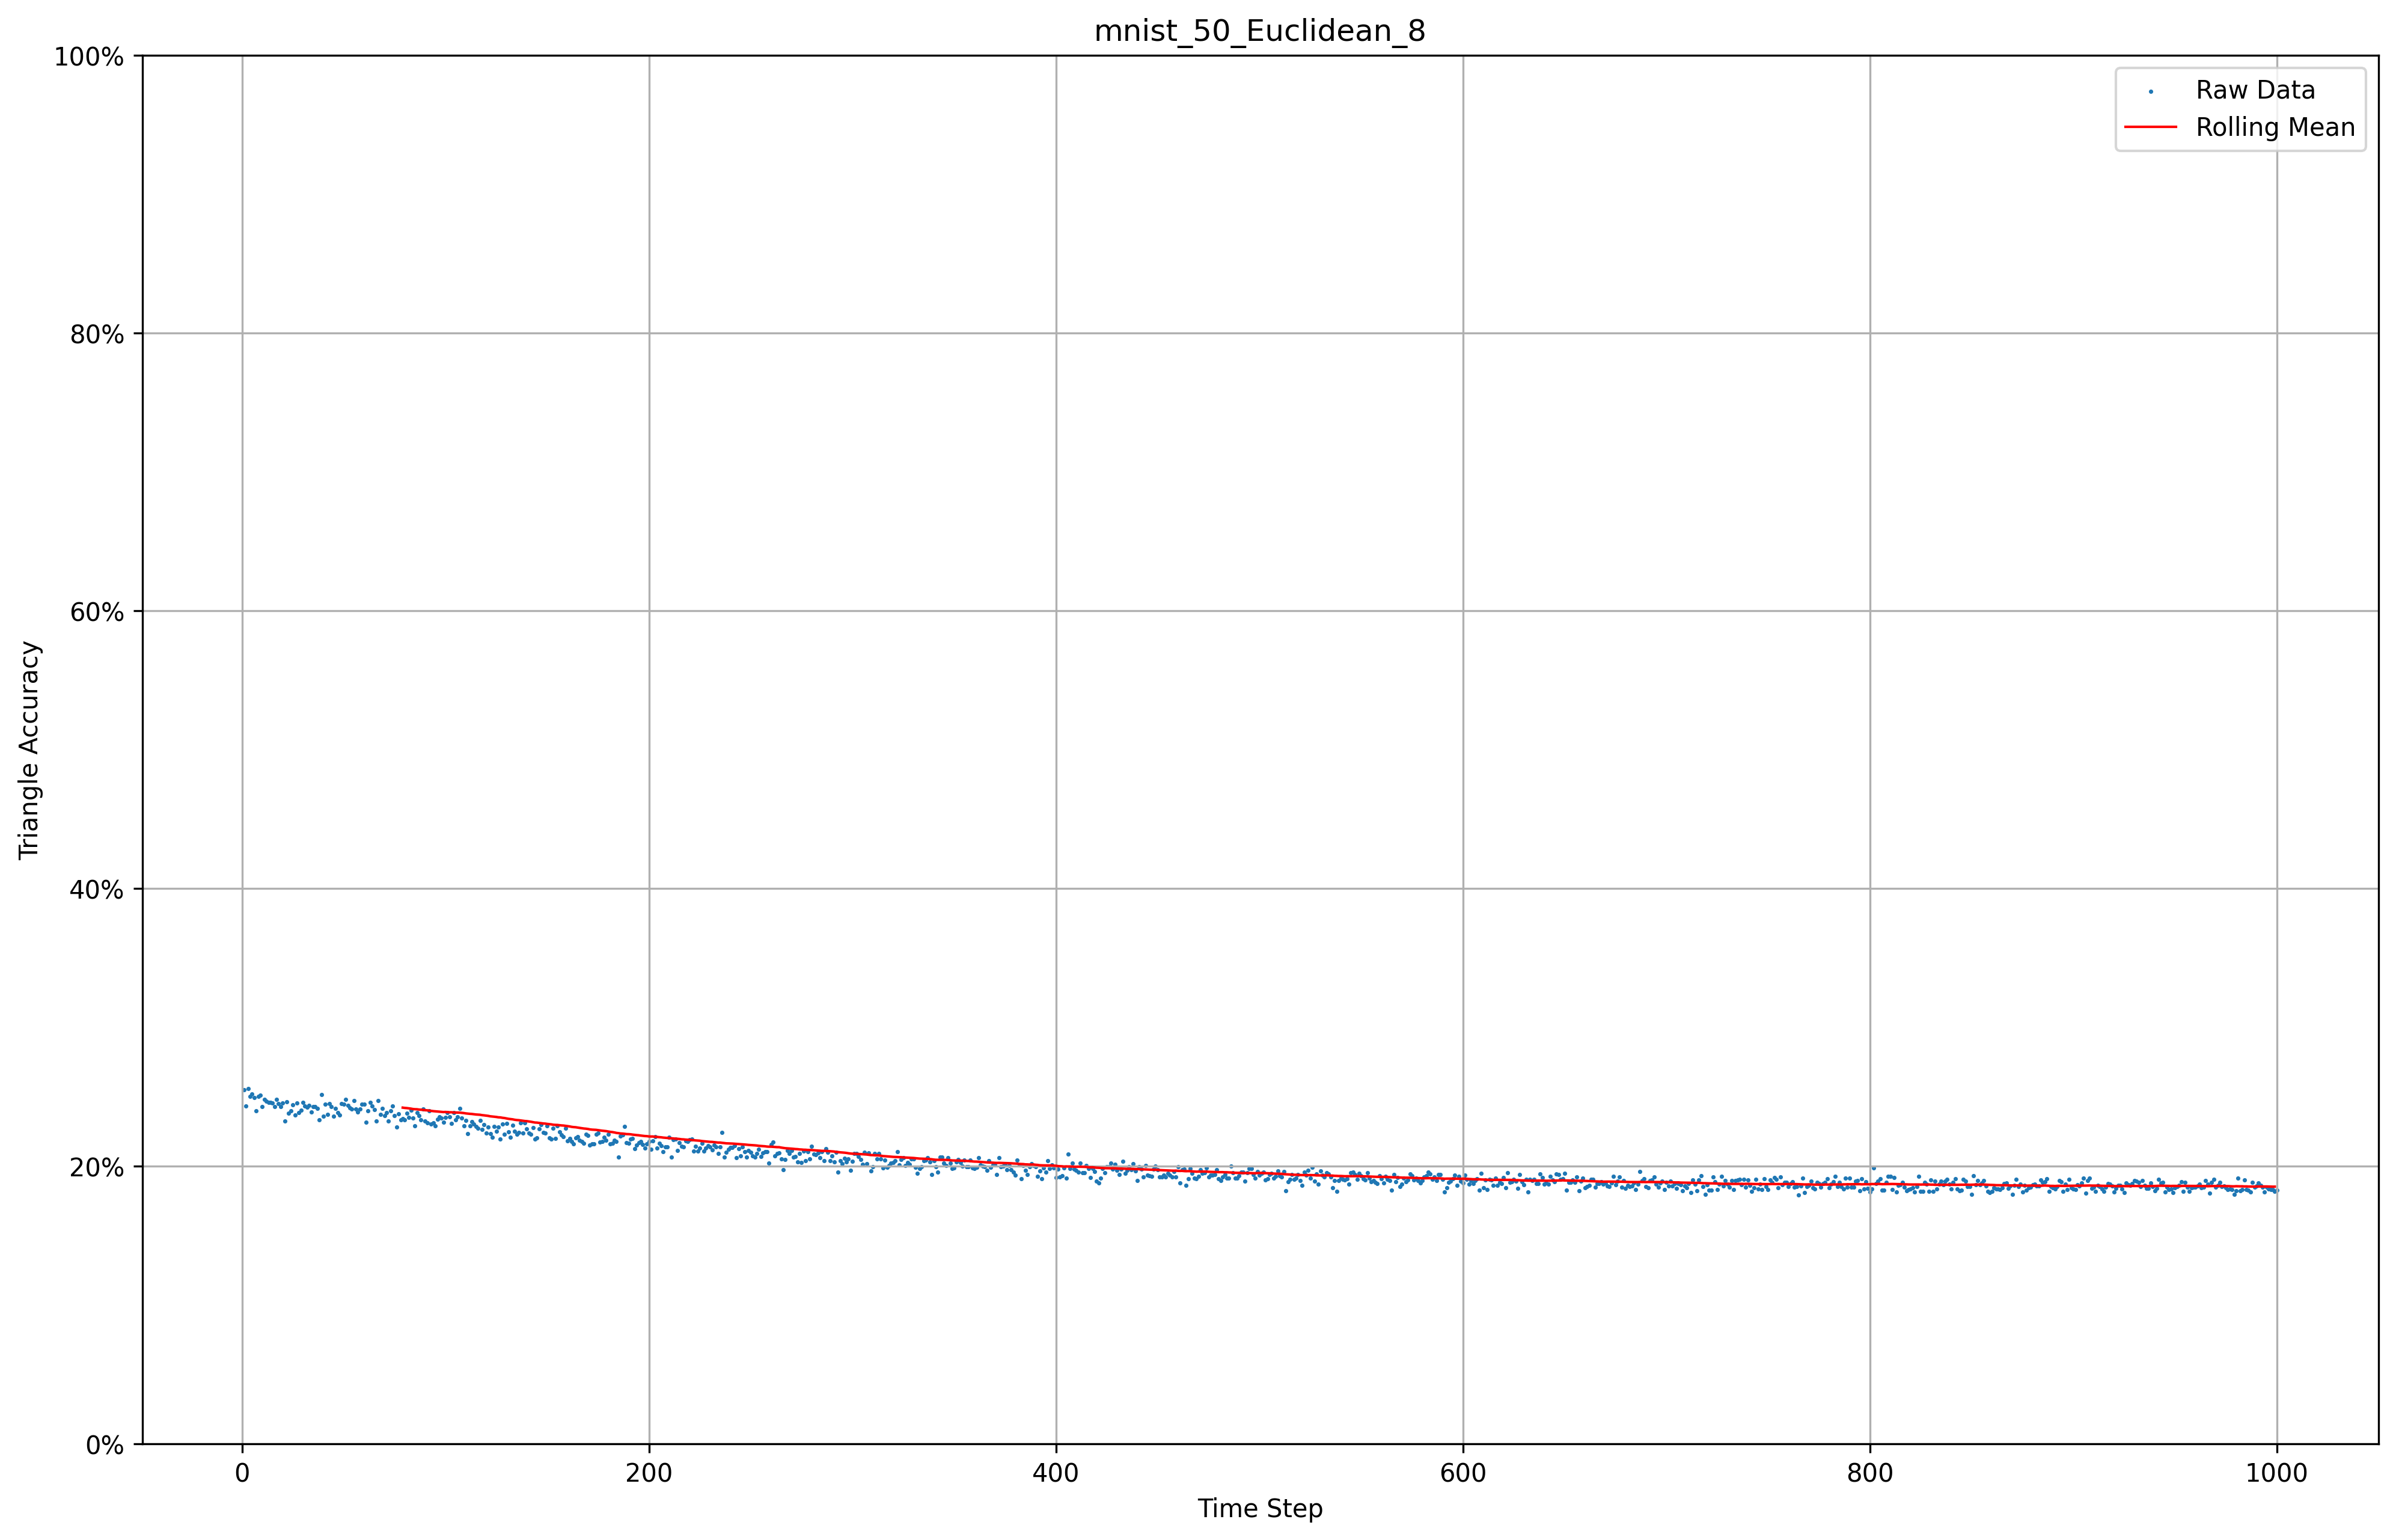 mnist_50_Euclidean_8
100%
80%
60%
40%
20%
0%
Triangle Accuracy
Raw Data
Rolling Mean
0
200
400
600
800
1000
Time Step